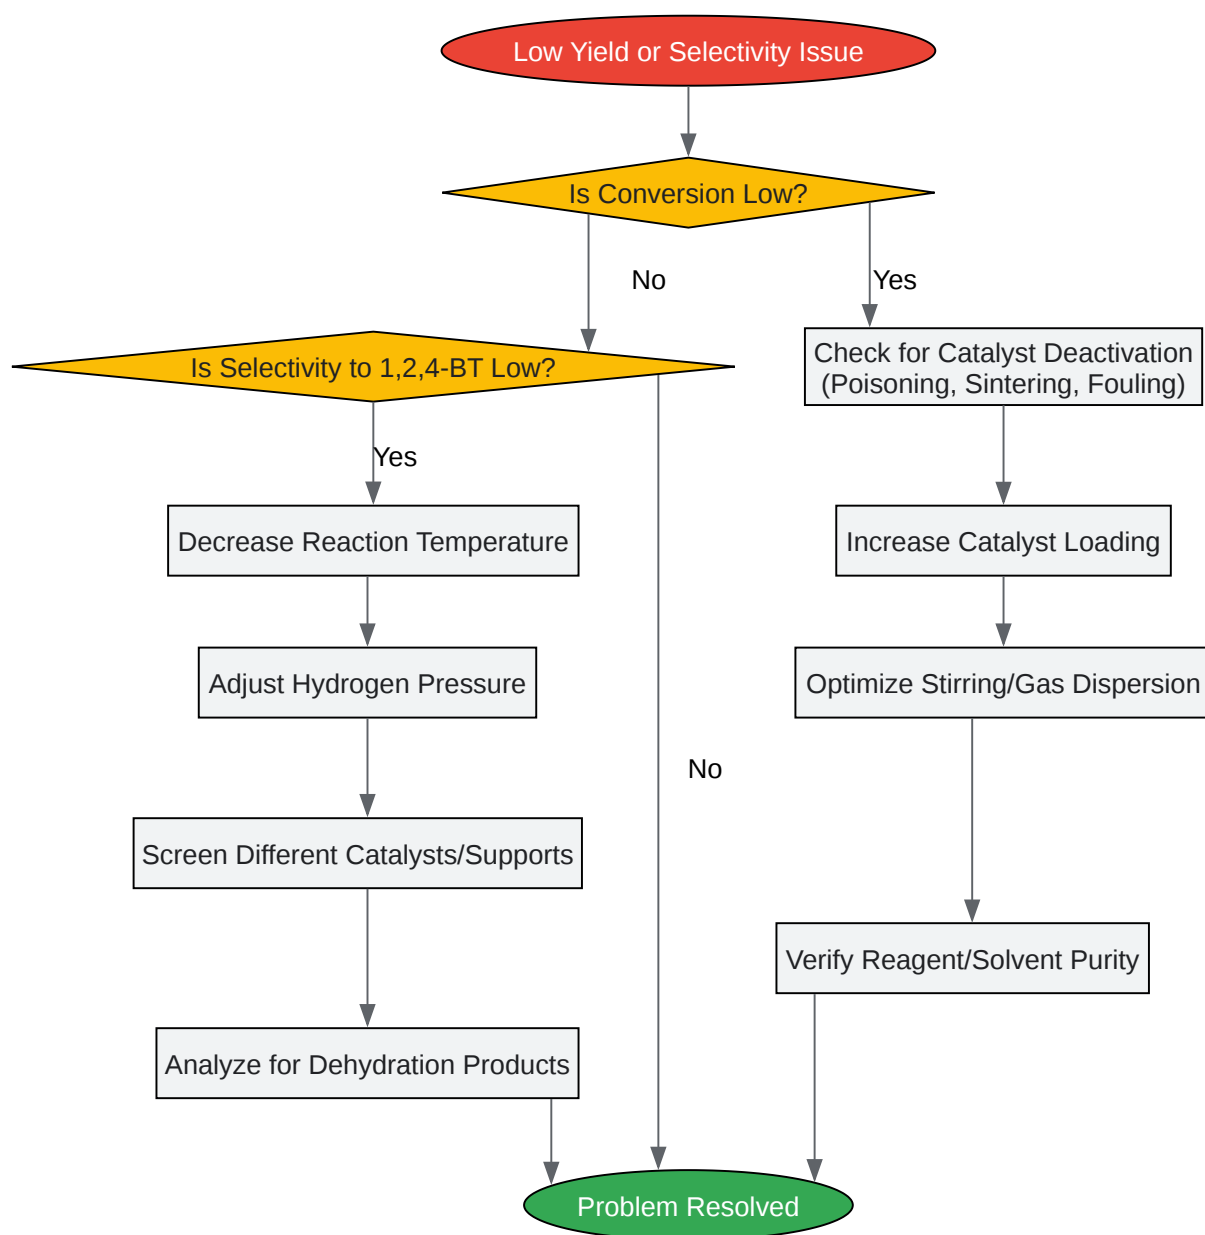 Low Yield or Selectivity Issue
Is Conversion Low?
No
Yes
Is Selectivity to 1,2,4-BT Low?
Check for Catalyst Deactivation
(Poisoning, Sintering, Fouling)
Yes
Decrease Reaction Temperature
Increase Catalyst Loading
Adjust Hydrogen Pressure
Optimize Stirring/Gas Dispersion
No
Screen Different Catalysts/Supports
Verify Reagent/Solvent Purity
Analyze for Dehydration Products
Problem Resolved